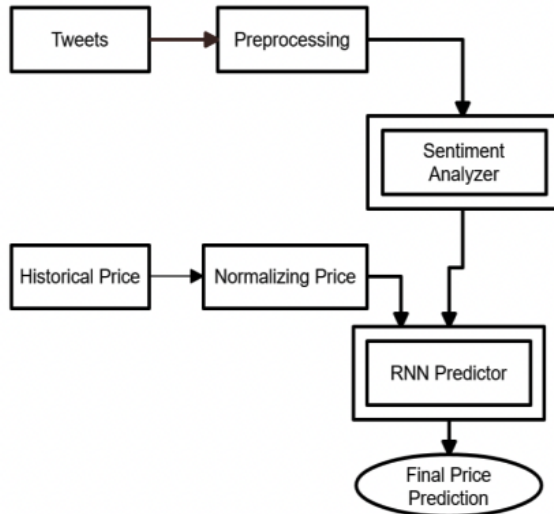 Tweets
Preprocessing
Sentiment
Analyzer
Historical Price
Normalizing Price
RNN Predictor
Final Price
Prediction